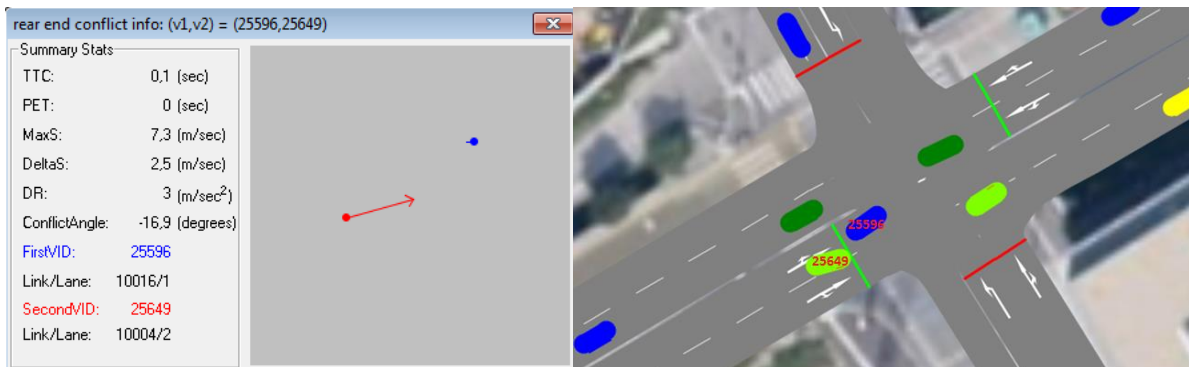 rear end conflict info: (v1,v2) = (25596,25649)
Summary Stats
TTC: 0,1 (sec)
PET: 0 (sec)
MaxS: 7,3 (m/sec)
DeltaS: 2,5 (m/sec)
DR: 3 (m/sec²)
ConflictAngle: -16,9 (degrees)
FirstVID: 25596
Link/Lane: 10016/1
SecondVID: 25649
Link/Lane: 10004/2
25596
25649